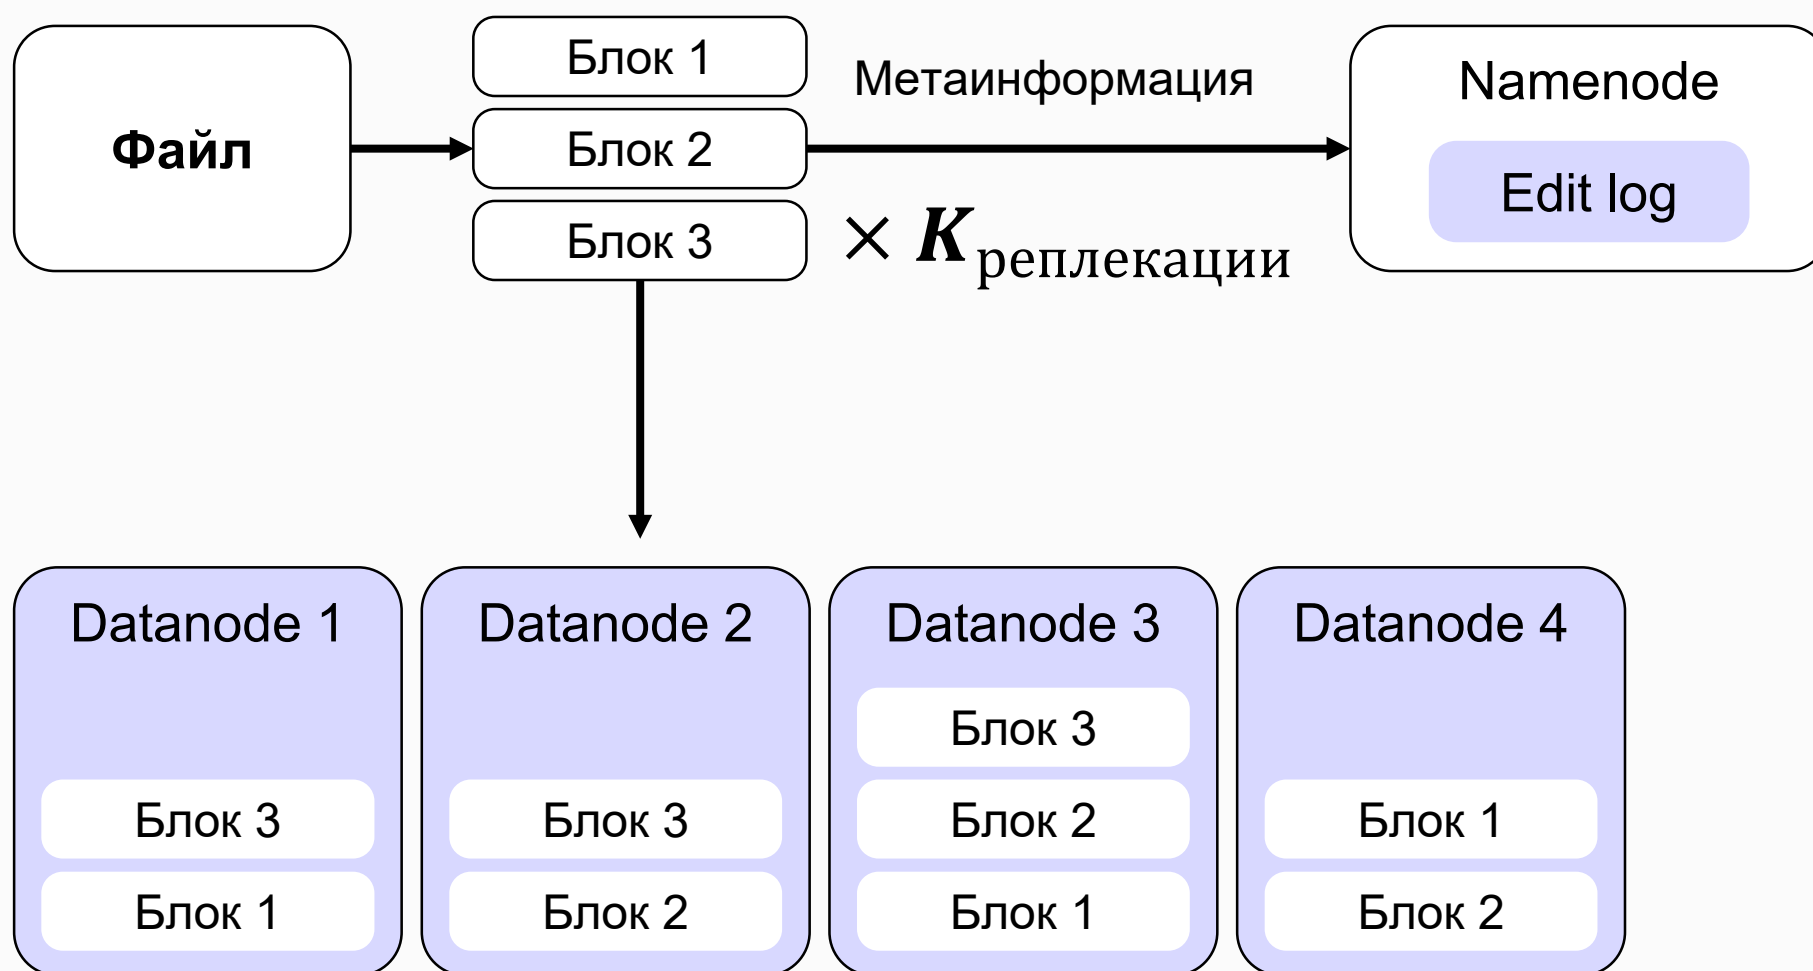 Файл
Блок 1
Блок 2
Блок 3
Метаинформация
× K реплекации
Namenode
Edit log
Datanode 1
Блок 3
Блок 1
Datanode 2
Блок 3
Блок 2
Datanode 3
Блок 3
Блок 2
Блок 1
Datanode 4
Блок 1
Блок 2